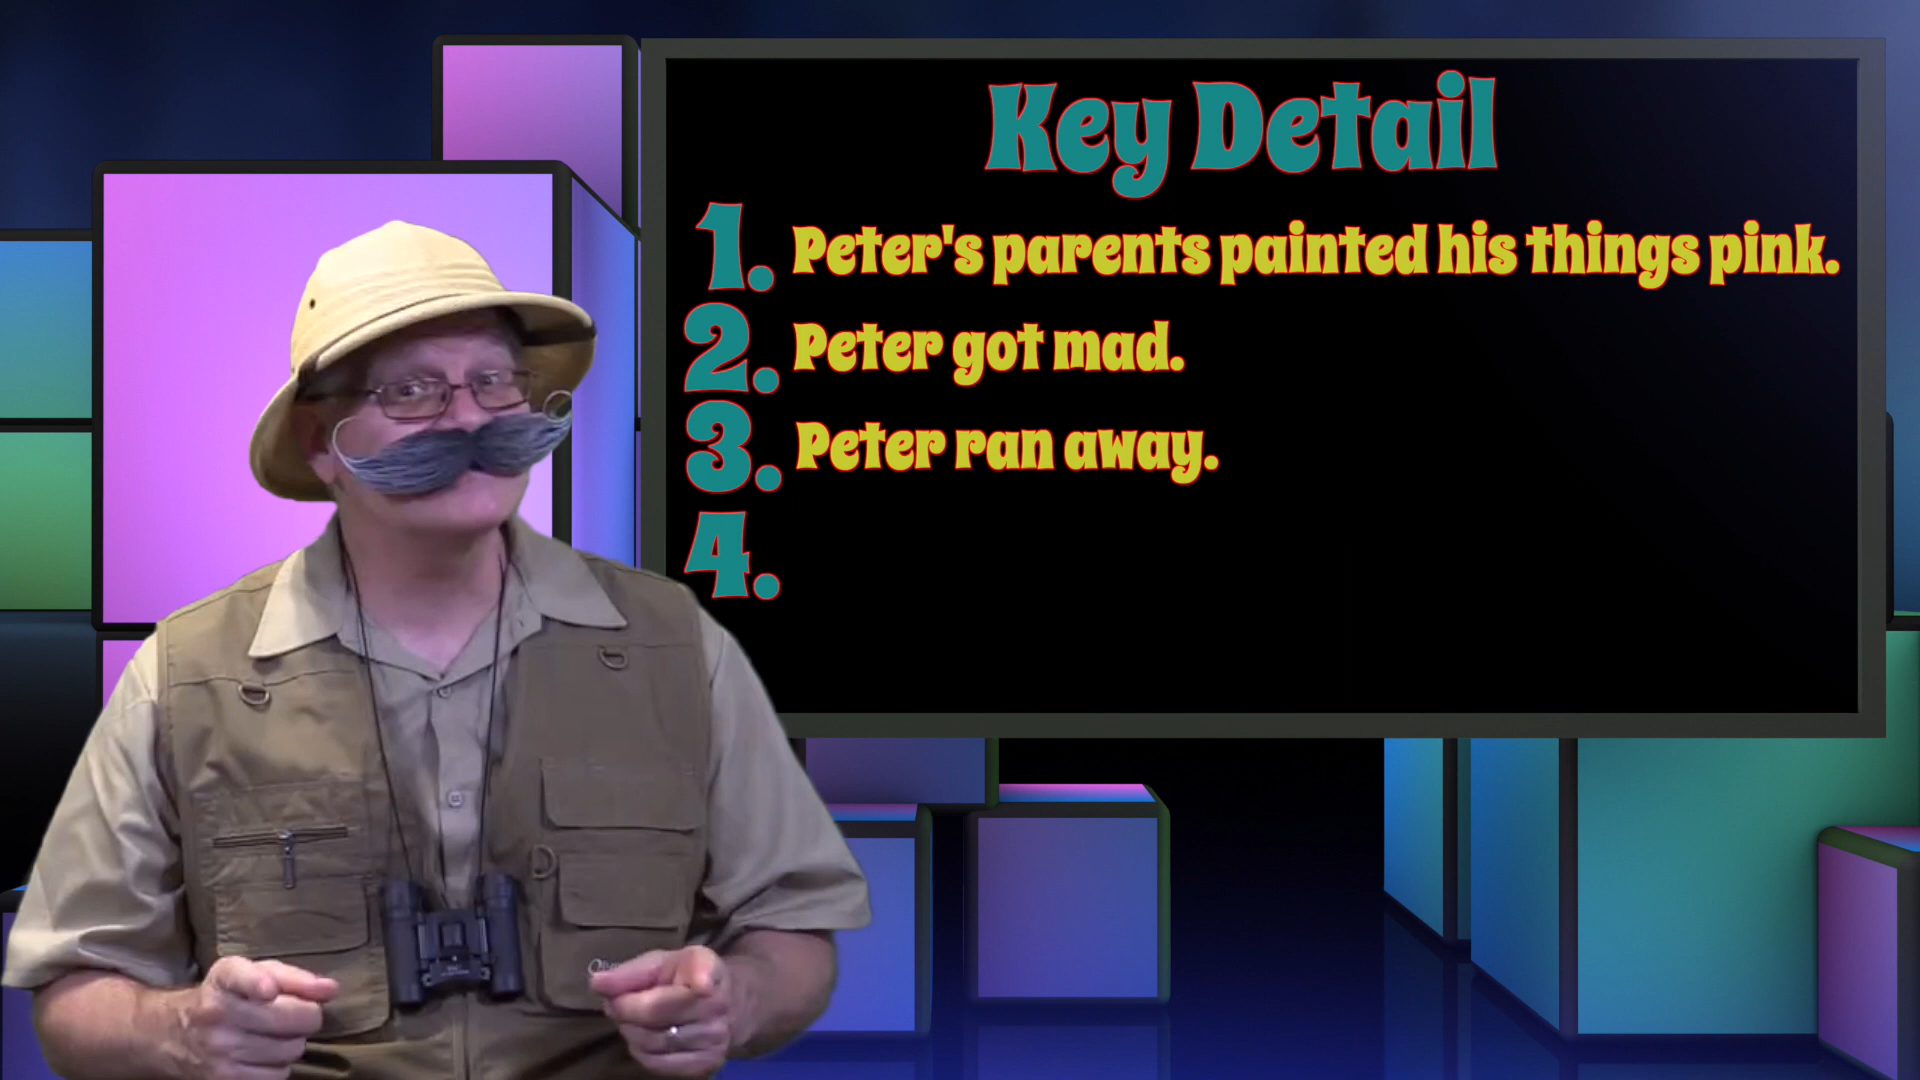 Key Detail
1. Peter's parents painted his things pink.
2. Peter got mad.
3. Peter ran away.
4.